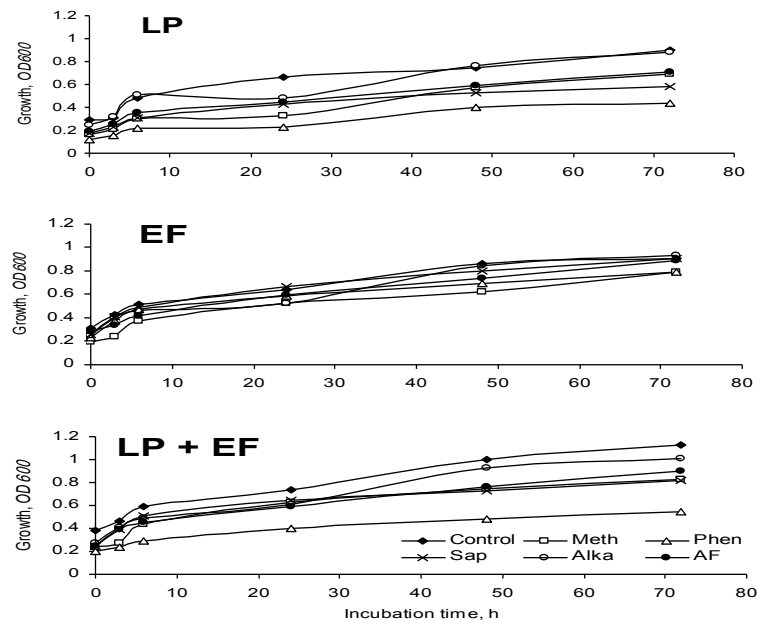 LP
Growth, OD600
1.2
1
0.8
0.6
0.4
0.2
0
0 10 20 30 40 50 60 70 80
EF
Growth, OD600
1.2
1
0.8
0.6
0.4
0.2
0
0 10 20 30 40 50 60 70 80
LP + EF
Growth, OD600
1.2
1
0.8
0.6
0.4
0.2
0
Control Meth Phen
Sap Alka AF
0 10 20 30 40 50 60 70 80
Incubation time, h